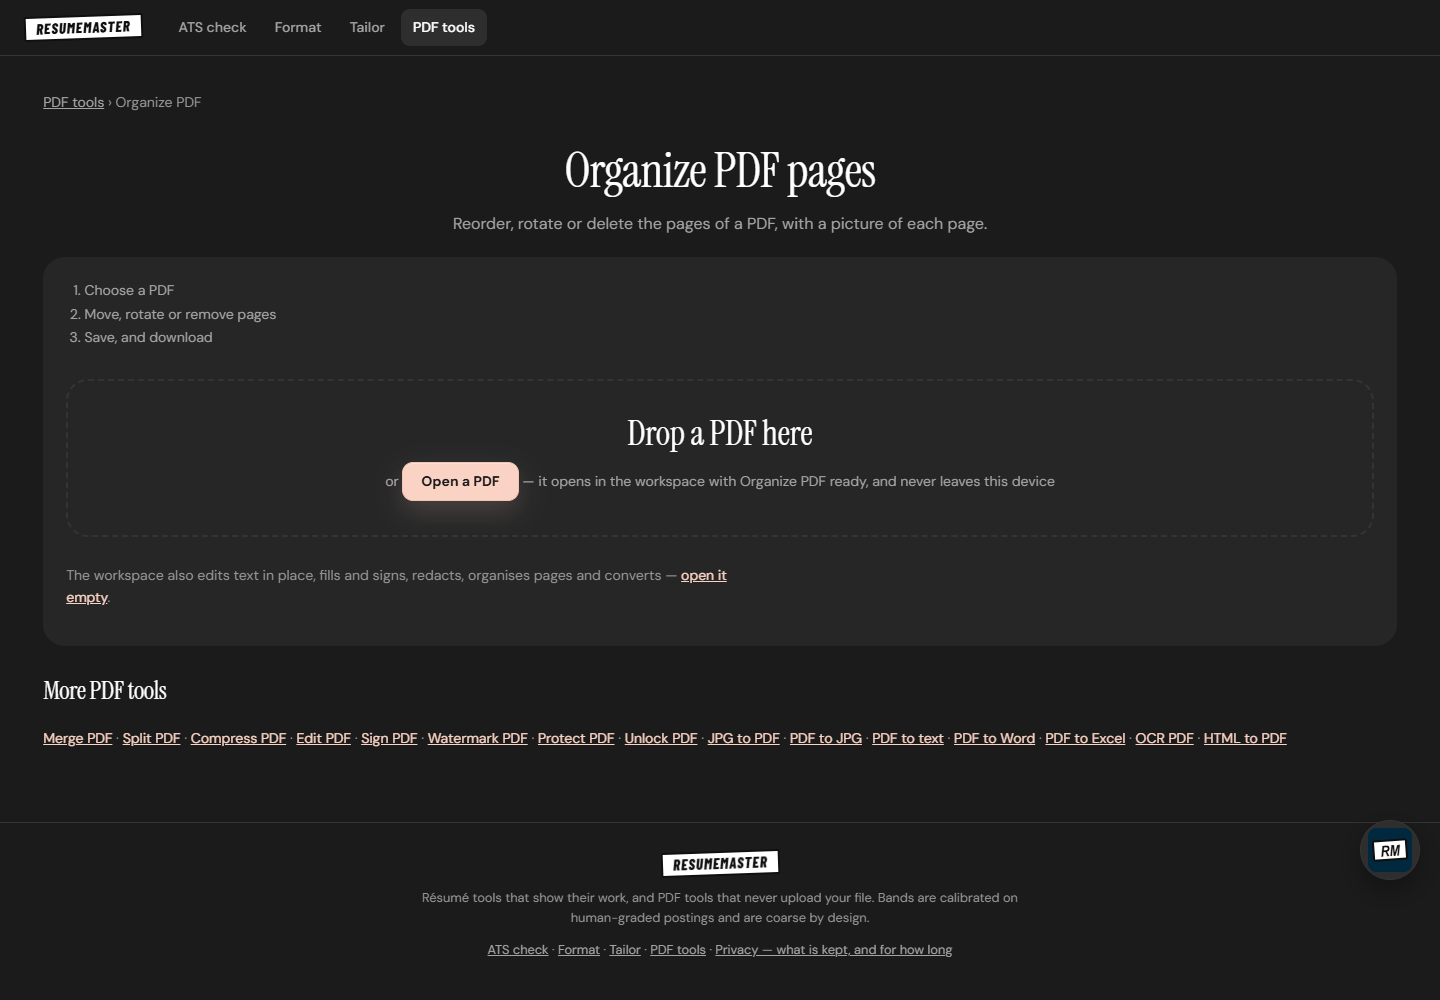 RESUMEMASTER
ATS check
Format
Tailor
PDF tools
PDF tools › Organize PDF
Organize PDF pages
Reorder, rotate or delete the pages of a PDF, with a picture of each page.
1. Choose a PDF
2. Move, rotate or remove pages
3. Save, and download
Drop a PDF here
or Open a PDF — it opens in the workspace with Organize PDF ready, and never leaves this device
The workspace also edits text in place, fills and signs, redacts, organises pages and converts — open it
empty.
More PDF tools
Merge PDF · Split PDF · Compress PDF · Edit PDF · Sign PDF · Watermark PDF · Protect PDF · Unlock PDF · JPG to PDF · PDF to JPG · PDF to text · PDF to Word · PDF to Excel · OCR PDF · HTML to PDF
RM
RESUMEMASTER
Résumé tools that show their work, and PDF tools that never upload your file. Bands are calibrated on
human-graded postings and are coarse by design.
ATS check · Format · Tailor · PDF tools · Privacy — what is kept, and for how long